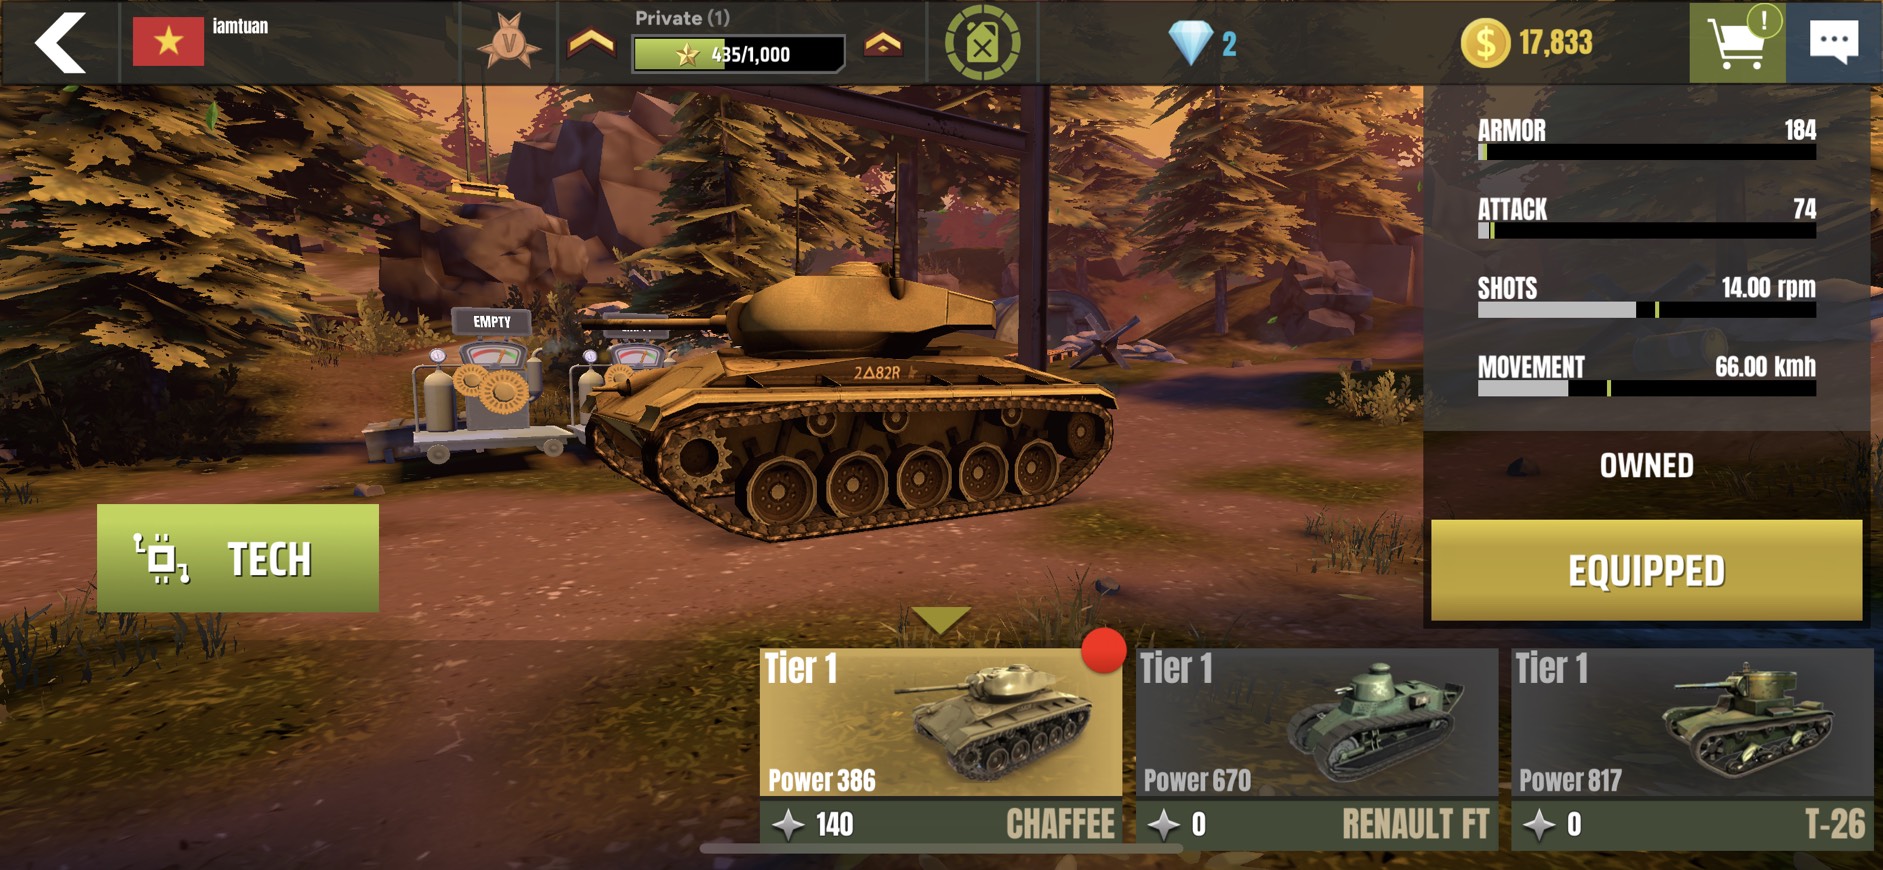 iamtuan
V
Private (1)
435/1,000
2
17,833
!
ARMOR 184
ATTACK 74
SHOTS 14.00 rpm
MOVEMENT 66.00 kmh
EMPTY
2Δ82R
OWNED
TECH
EQUIPPED
Tier 1
Power 386
140 CHAFFEE
Tier 1
Power 670
0 RENAULT FT
Tier 1
Power 817
0 T-26